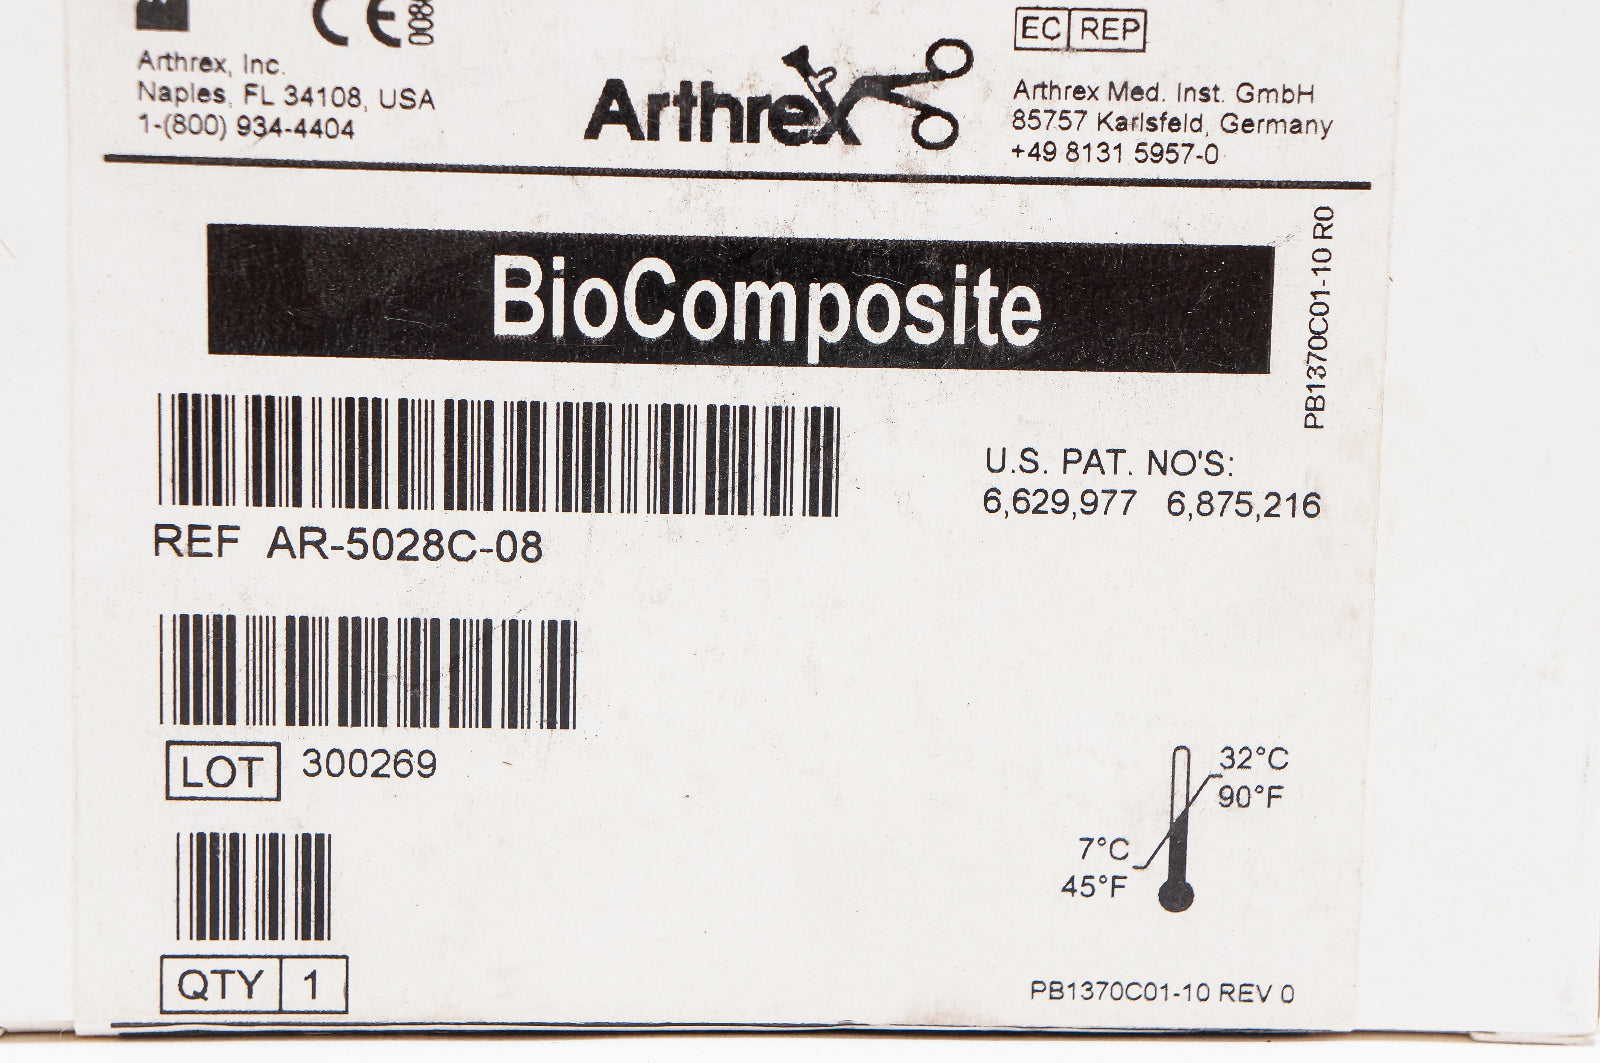 CE
Arthrex, Inc.
Naples, FL 34108, USA
1-(800) 934-4404
Arthrex
EC REP
Arthrex Med. Inst. GmbH
85757 Karlsfeld, Germany
+49 8131 5957-0
BioComposite
PB1370C01-10 R0
U.S. PAT. NO'S:
6,629,977 6,875,216
REF AR-5028C-08
LOT 300269
32°C
90°F
7°C
45°F
QTY 1
PB1370C01-10 REV 0